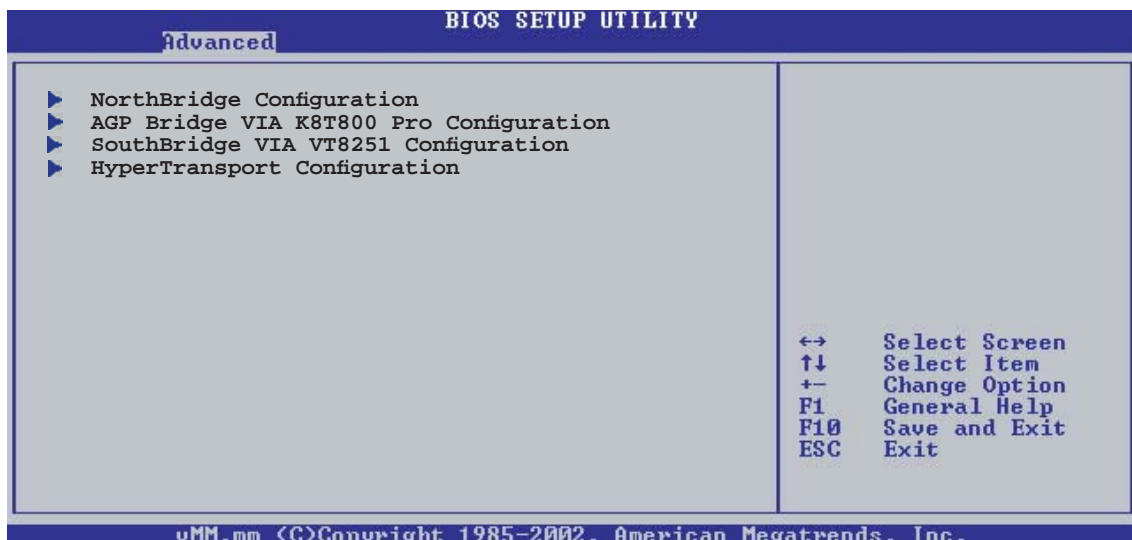 BIOS SETUP UTILITY
Advanced
NorthBridge Configuration
AGP Bridge VIA K8T800 Pro Configuration
SouthBridge VIA VT8251 Configuration
HyperTransport Configuration
←→ Select Screen
↑↓ Select Item
+- Change Option
F1 General Help
F10 Save and Exit
ESC Exit
vMM.mm (C)Copyright 1985-2002, American Megatrends, Inc.